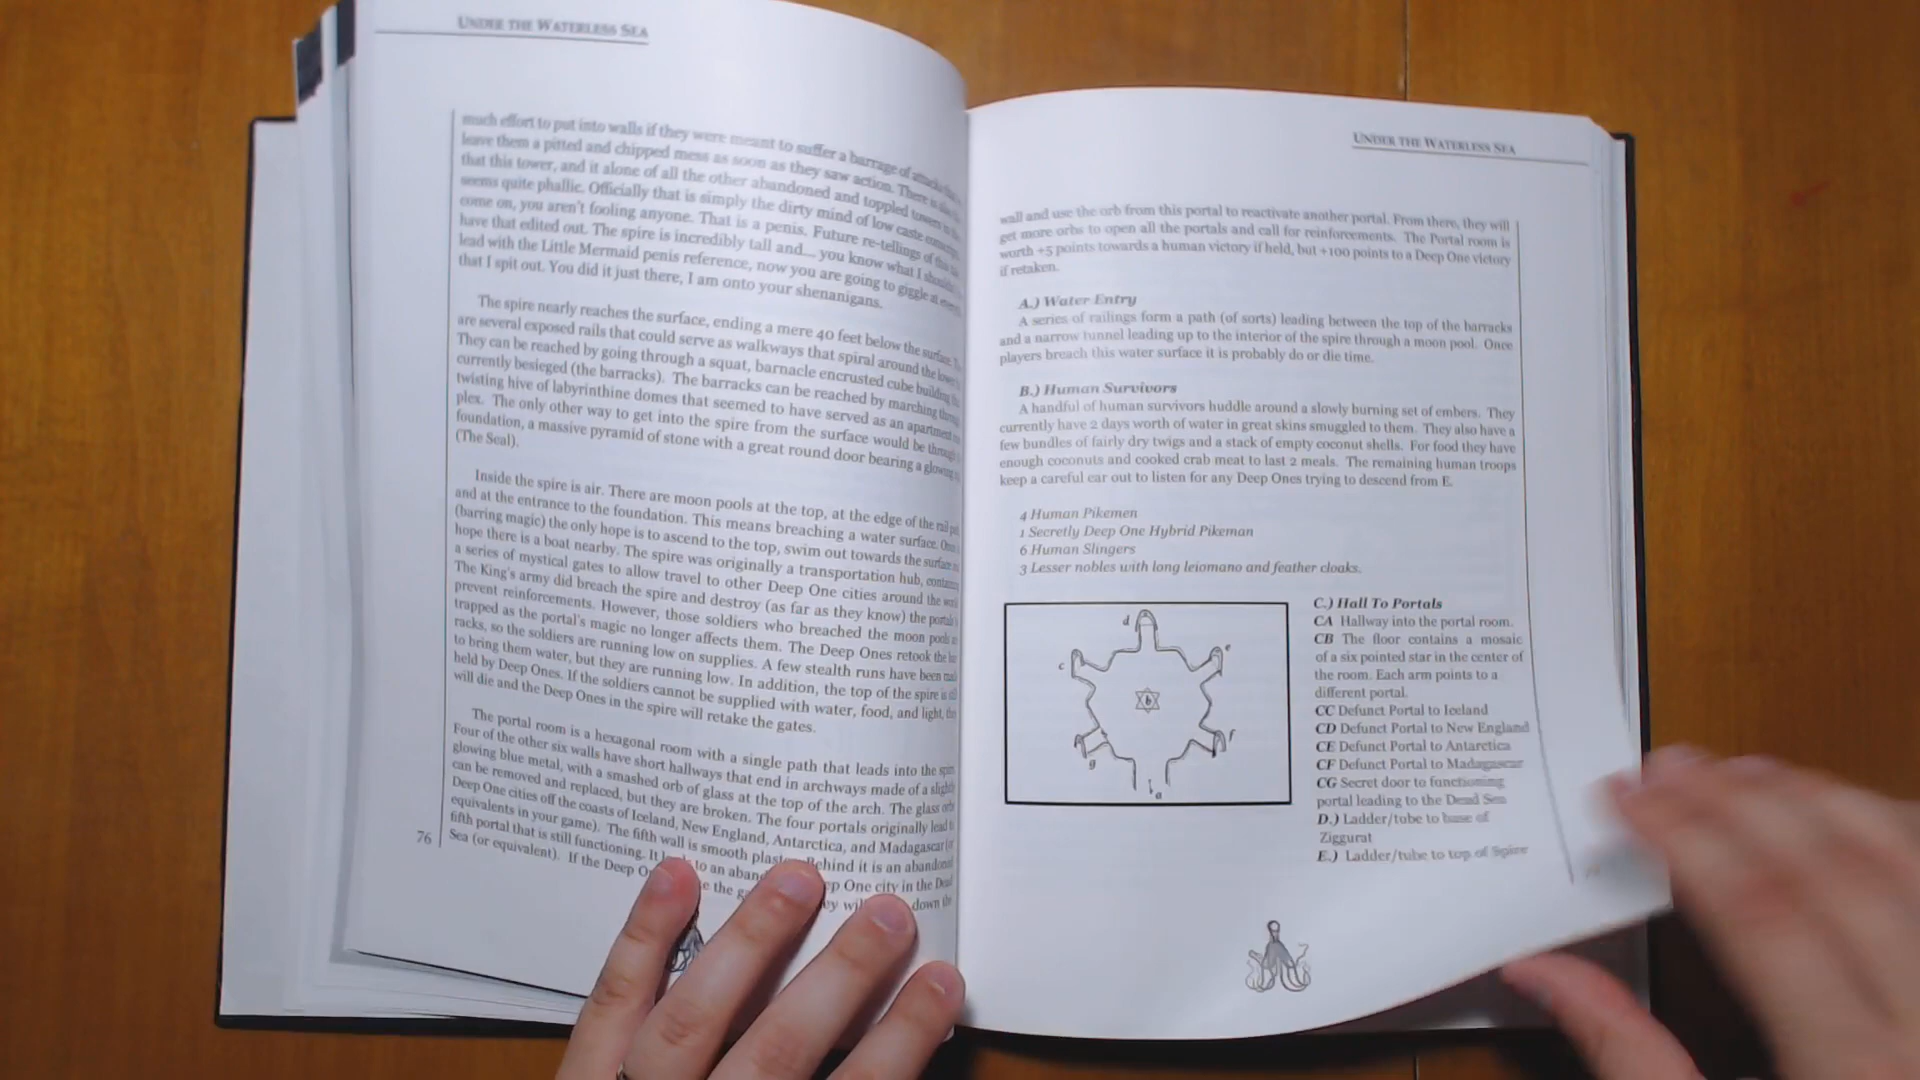 UNDER THE WATERLESS SEA
much effort to put into walls if they were meant to suffer a barrage of attacks
leave them a pitted and chipped mess as soon as they saw action. There is
that this tower, and it alone of all the other abandoned and toppled towers
seems quite phallic. Officially that is simply the dirty mind of low caste
come on, you aren't fooling anyone. That is a penis. Future re-tellings of this
have that edited out. The spire is incredibly tall and... you know what I should
lead with the Little Mermaid penis reference, now you are going to giggle at
that I spit out. You did it just there, I am onto your shenanigans.
The spire nearly reaches the surface, ending a mere 40 feet below the surface.
are several exposed rails that could serve as walkways that spiral around the
They can be reached by going through a squat, barnacle encrusted cube building
currently besieged (the barracks). The barracks can be reached by marching through
twisting hive of labyrinthine domes that seemed to have served as an apartment
plex. The only other way to get into the spire from the surface would be through
foundation, a massive pyramid of stone with a great round door bearing a glowing
(The Seal).
Inside the spire is air. There are moon pools at the top, at the edge of the rail
and at the entrance to the foundation. This means breaching a water surface.
(barring magic) the only hope is to ascend to the top, swim out towards the surface
hope there is a boat nearby. The spire was originally a transportation hub,
a series of mystical gates to allow travel to other Deep One cities around the
The King's army did breach the spire and destroy (as far as they know) the portals
prevent reinforcements. However, those soldiers who breached the moon pools
trapped as the portal's magic no longer affects them. The Deep Ones retook the
racks, so the soldiers are running low on supplies. A few stealth runs have been
to bring them water, but they are running low. In addition, the top of the spire is
held by Deep Ones. If the soldiers cannot be supplied with water, food, and light,
will die and the Deep Ones in the spire will retake the gates.
The portal room is a hexagonal room with a single path that leads into the
Four of the other six walls have short hallways that end in archways made of a
glowing blue metal, with a smashed orb of glass at the top of the arch. The glass
can be removed and replaced, but they are broken. The four portals originally
Deep One cities off the coasts of Iceland, New England, Antarctica, and Madagascar
equivalents in your game). The fifth wall is smooth Behind it is an
fifth portal that is still functioning. It to an One city in the
Sea (or equivalent). If the Deep the down the
76
UNDER THE WATERLESS SEA
wall and use the orb from this portal to reactivate another portal. From there, they will
get more orbs to open all the portals and call for reinforcements. The Portal room is
worth +5 points towards a human victory if held, but +100 points to a Deep One victory
if retaken.
A.) Water Entry
A series of railings form a path (of sorts) leading between the top of the barracks
and a narrow tunnel leading up to the interior of the spire through a moon pool. Once
players breach this water surface it is probably do or die time.
B.) Human Survivors
A handful of human survivors huddle around a slowly burning set of embers. They
currently have 2 days worth of water in great skins smuggled to them. They also have a
few bundles of fairly dry twigs and a stack of empty coconut shells. For food they have
enough coconuts and cooked crab meat to last 2 meals. The remaining human troops
keep a careful ear out to listen for any Deep Ones trying to descend from E.
4 Human Pikemen
1 Secretly Deep One Hybrid Pikeman
6 Human Slingers
3 Lesser nobles with long leiomano and feather cloaks.
d
c
e
b
g
f
a
C.) Hall To Portals
CA Hallway into the portal room.
CB The floor contains a mosaic
of a six pointed star in the center of
the room. Each arm points to a
different portal.
CC Defunct Portal to Iceland
CD Defunct Portal to New England
CE Defunct Portal to Antarctica
CF Defunct Portal to Madagascar
CG Secret door to functioning
portal leading to the Dead Sea
D.) Ladder/tube to base of
Ziggurat
E.) Ladder/tube to top of Spire